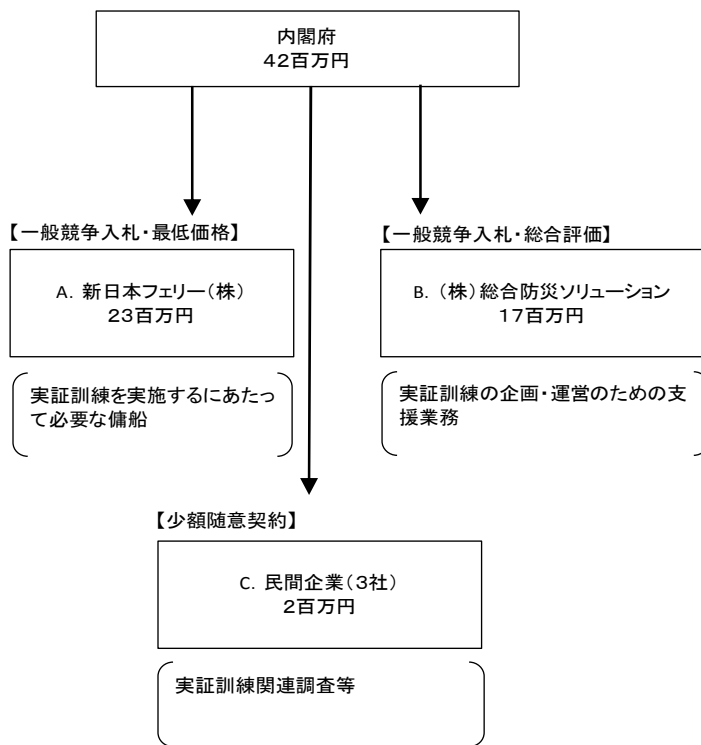 内閣府
42百万円
【一般競争入札・最低価格】
A. 新日本フェリー(株)
23百万円
実証訓練を実施するにあたっ
て必要な傭船
【一般競争入札・総合評価】
B. (株)総合防災ソリューション
17百万円
実証訓練の企画・運営のための支
援業務
【少額随意契約】
C. 民間企業(3社)
2百万円
実証訓練関連調査等